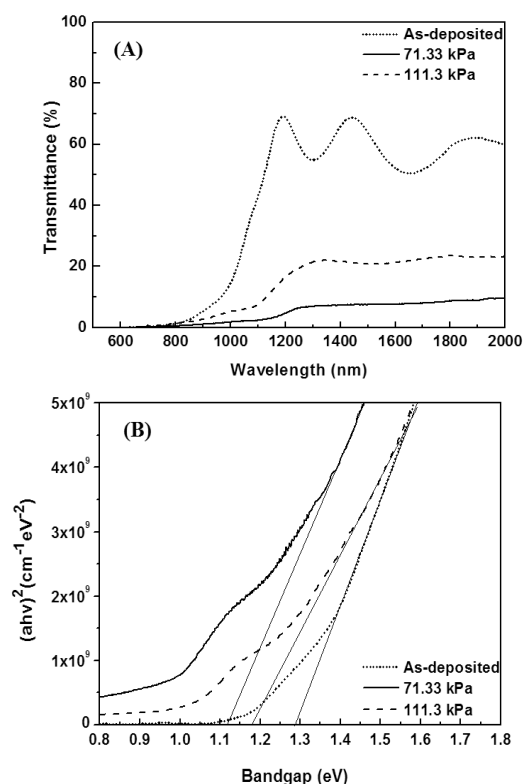 100
(A)
As-deposited
71.33 kPa
111.3 kPa
80
60
40
20
0
Transmittance (%)
600 800 1000 1200 1400 1600 1800 2000
Wavelength (nm)
5x10⁹
(B)
4x10⁹
3x10⁹
2x10⁹
1x10⁹
0
(ahv)²(cm⁻¹eV⁻²)
As-deposited
71.33 kPa
111.3 kPa
0.8 0.9 1.0 1.1 1.2 1.3 1.4 1.5 1.6 1.7 1.8
Bandgap (eV)